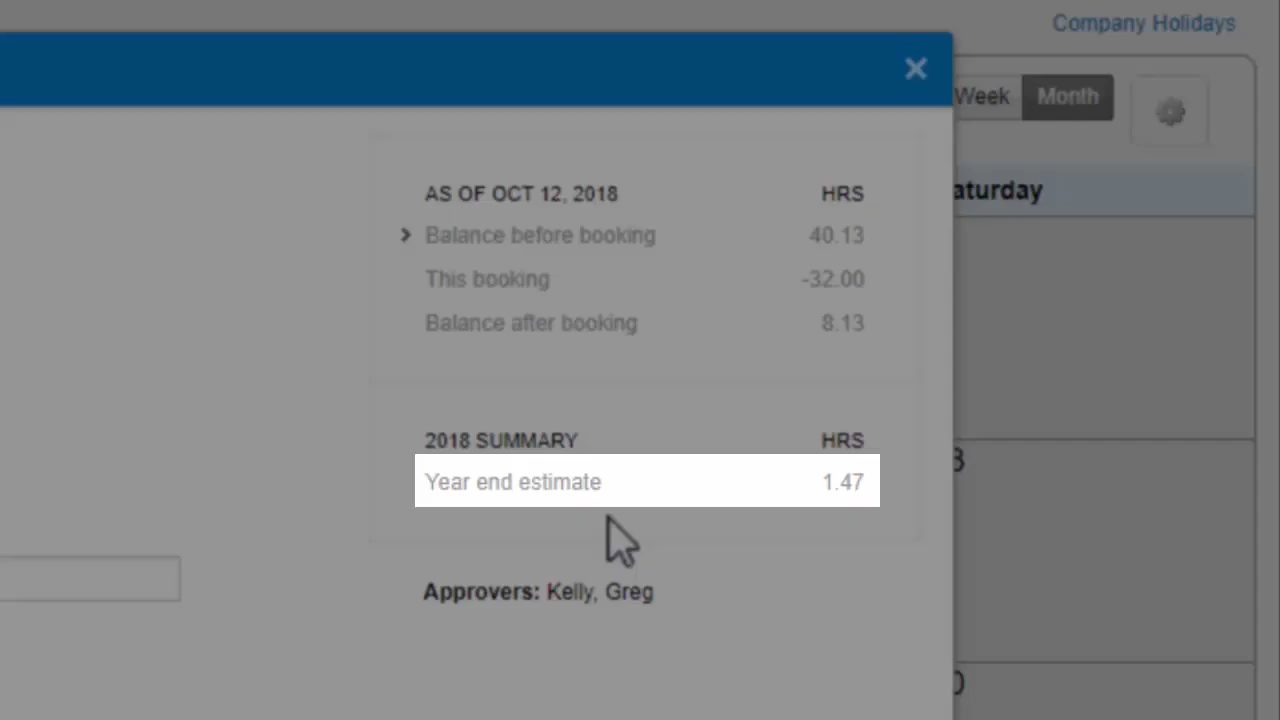 Company Holidays
Week Month
aturday
AS OF OCT 12, 2018 HRS
Balance before booking 40.13
This booking -32.00
Balance after booking 8.13
2018 SUMMARY HRS
Year end estimate 1.47
Approvers: Kelly, Greg